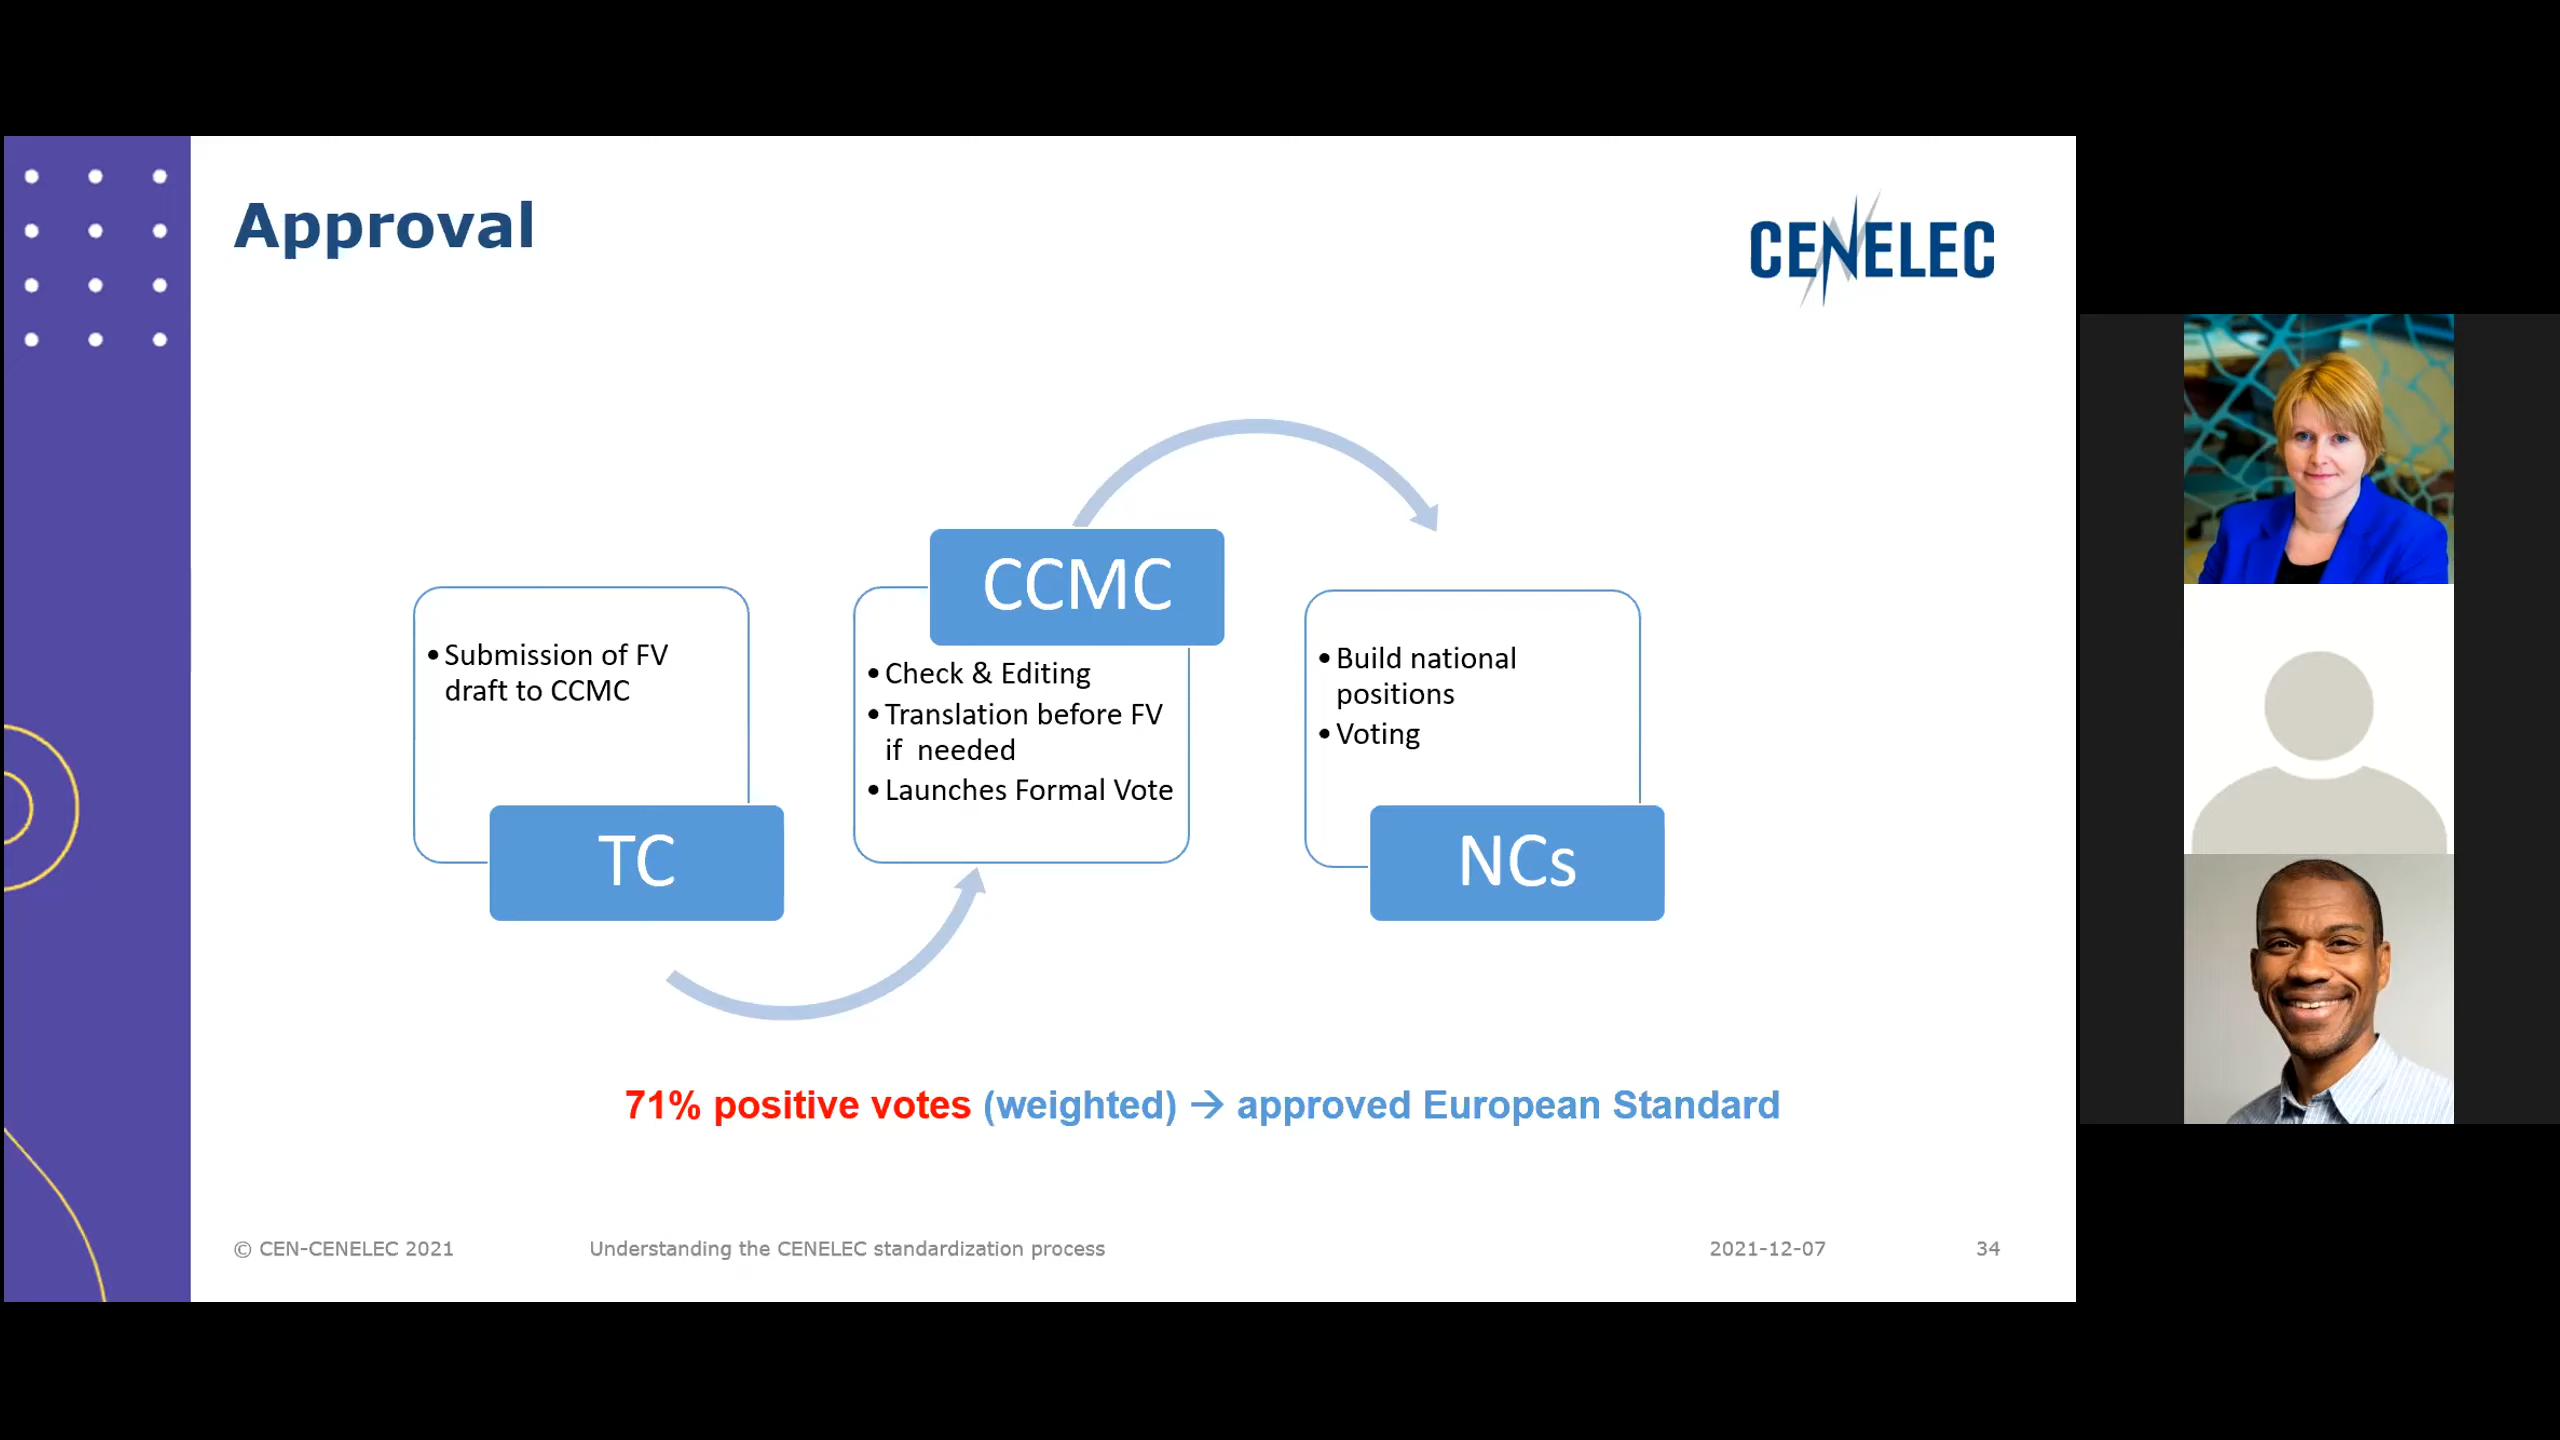 Approval
CENELEC
• Submission of FV
draft to CCMC
TC
CCMC
• Check & Editing
• Translation before FV
if needed
• Launches Formal Vote
• Build national
positions
• Voting
NCs
71% positive votes (weighted) → approved European Standard
© CEN-CENELEC 2021
Understanding the CENELEC standardization process
2021-12-07
34